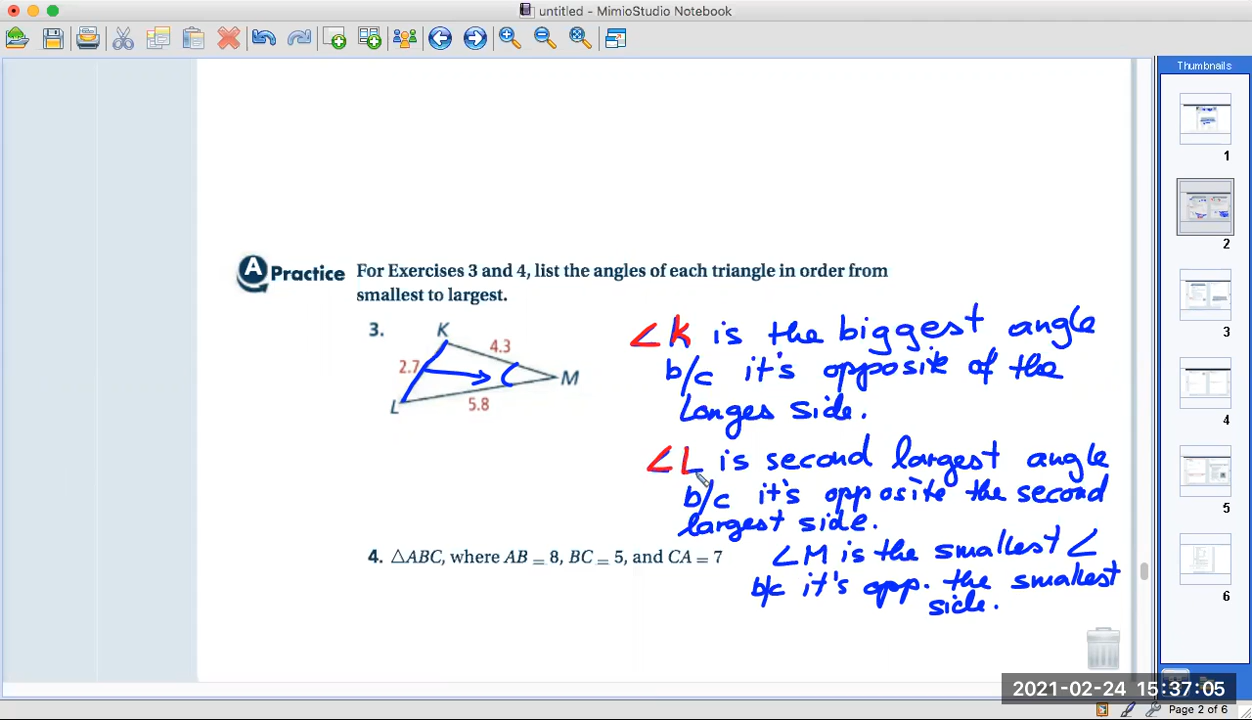 untitled - MimioStudio Notebook
Thumbnails
1
2
3
4
5
6
A Practice For Exercises 3 and 4, list the angles of each triangle in order from
smallest to largest.
3.
K
4.3
2.7
M
L
5.8
∠K is the biggest angle
b/c it's opposite of the
Longes side.
∠L is second largest angle
b/c it's opposite the second
largest side.
∠M is the smallest ∠
b/c it's opp. the smallest
side.
4. △ABC, where AB = 8, BC = 5, and CA = 7
2021-02-24 15:37:05
Page 2 of 6